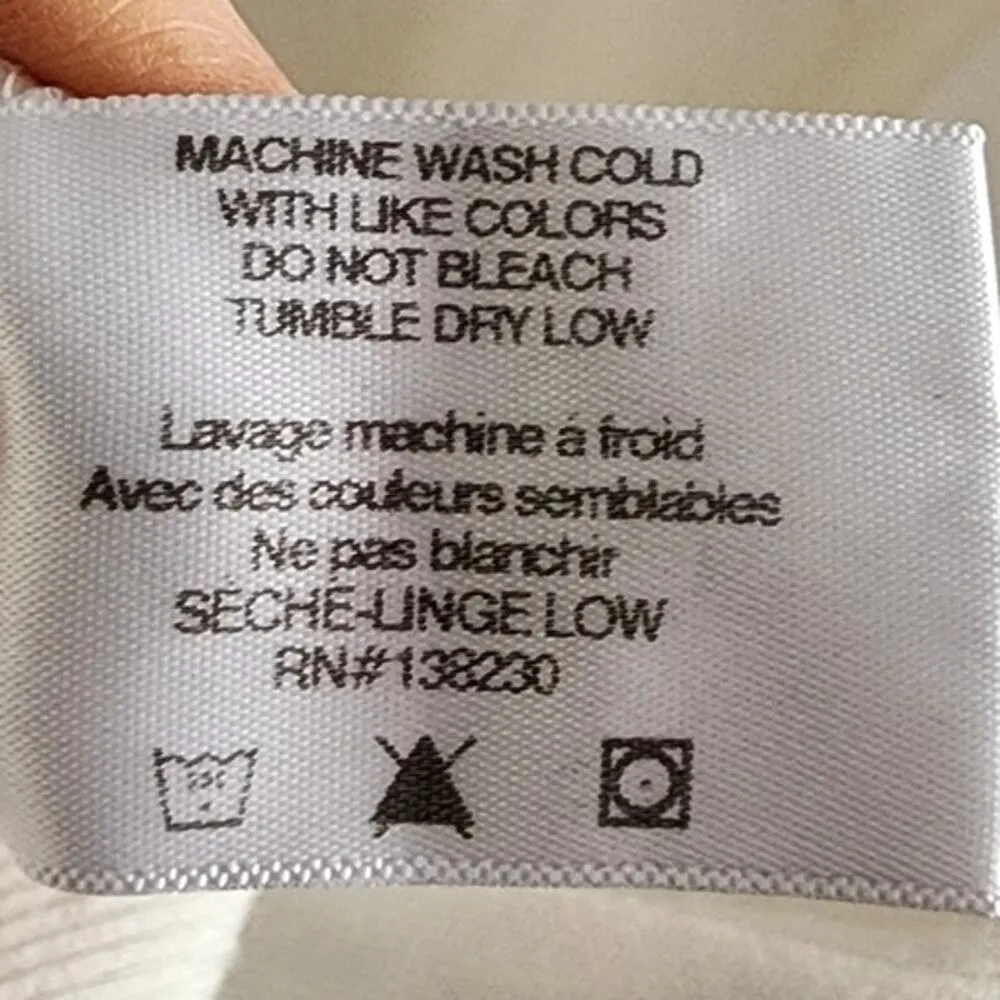 MACHINE WASH COLD
WITH LIKE COLORS
DO NOT BLEACH
TUMBLE DRY LOW
Lavage machine á froid
Avec des couleurs semblables
Ne pas blanchir
SÉCHÉ-LINGE LOW
RN#138230